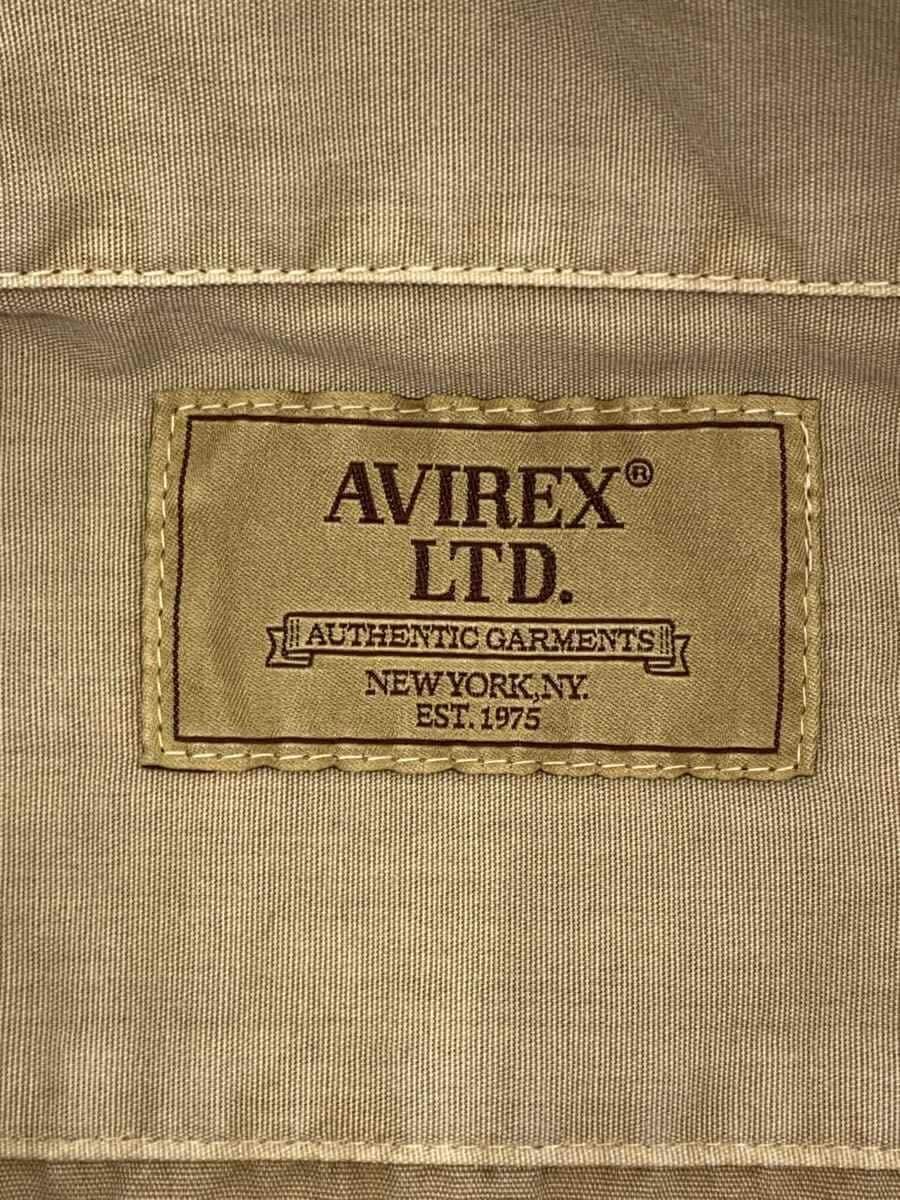 AVIREX®
LTD.
AUTHENTIC GARMENTS
NEW YORK,NY.
EST. 1975